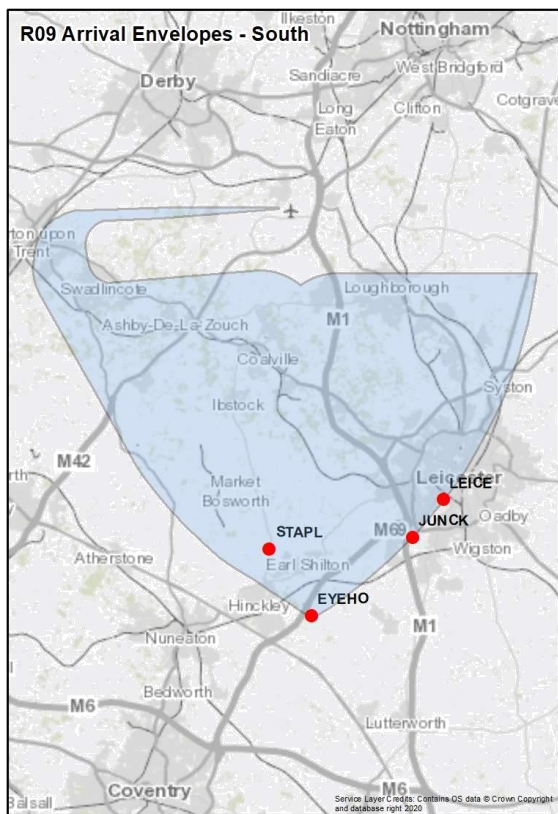 R09 Arrival Envelopes - South
Ilkeston
Nottingham
Derby
Sandiacre
West Bridgford
Long
Eaton
Clifton
Cotgrave
rton upon
Trent
Swadlincote
Loughborough
Ashby-De-La-Zouch
M1
Coalville
Syston
Ibstock
M42
Market
Bosworth
Leicester
LEICE
Oadby
JUNCK
M69
STAPL
Wigston
Atherstone
Earl Shilton
Hinckley
EYEHO
M1
Nuneaton
Bedworth
M6
Lutterworth
Coventry
M6
Balsall
Service Layer Credits: Contains OS data © Crown Copyright
and database right 2020